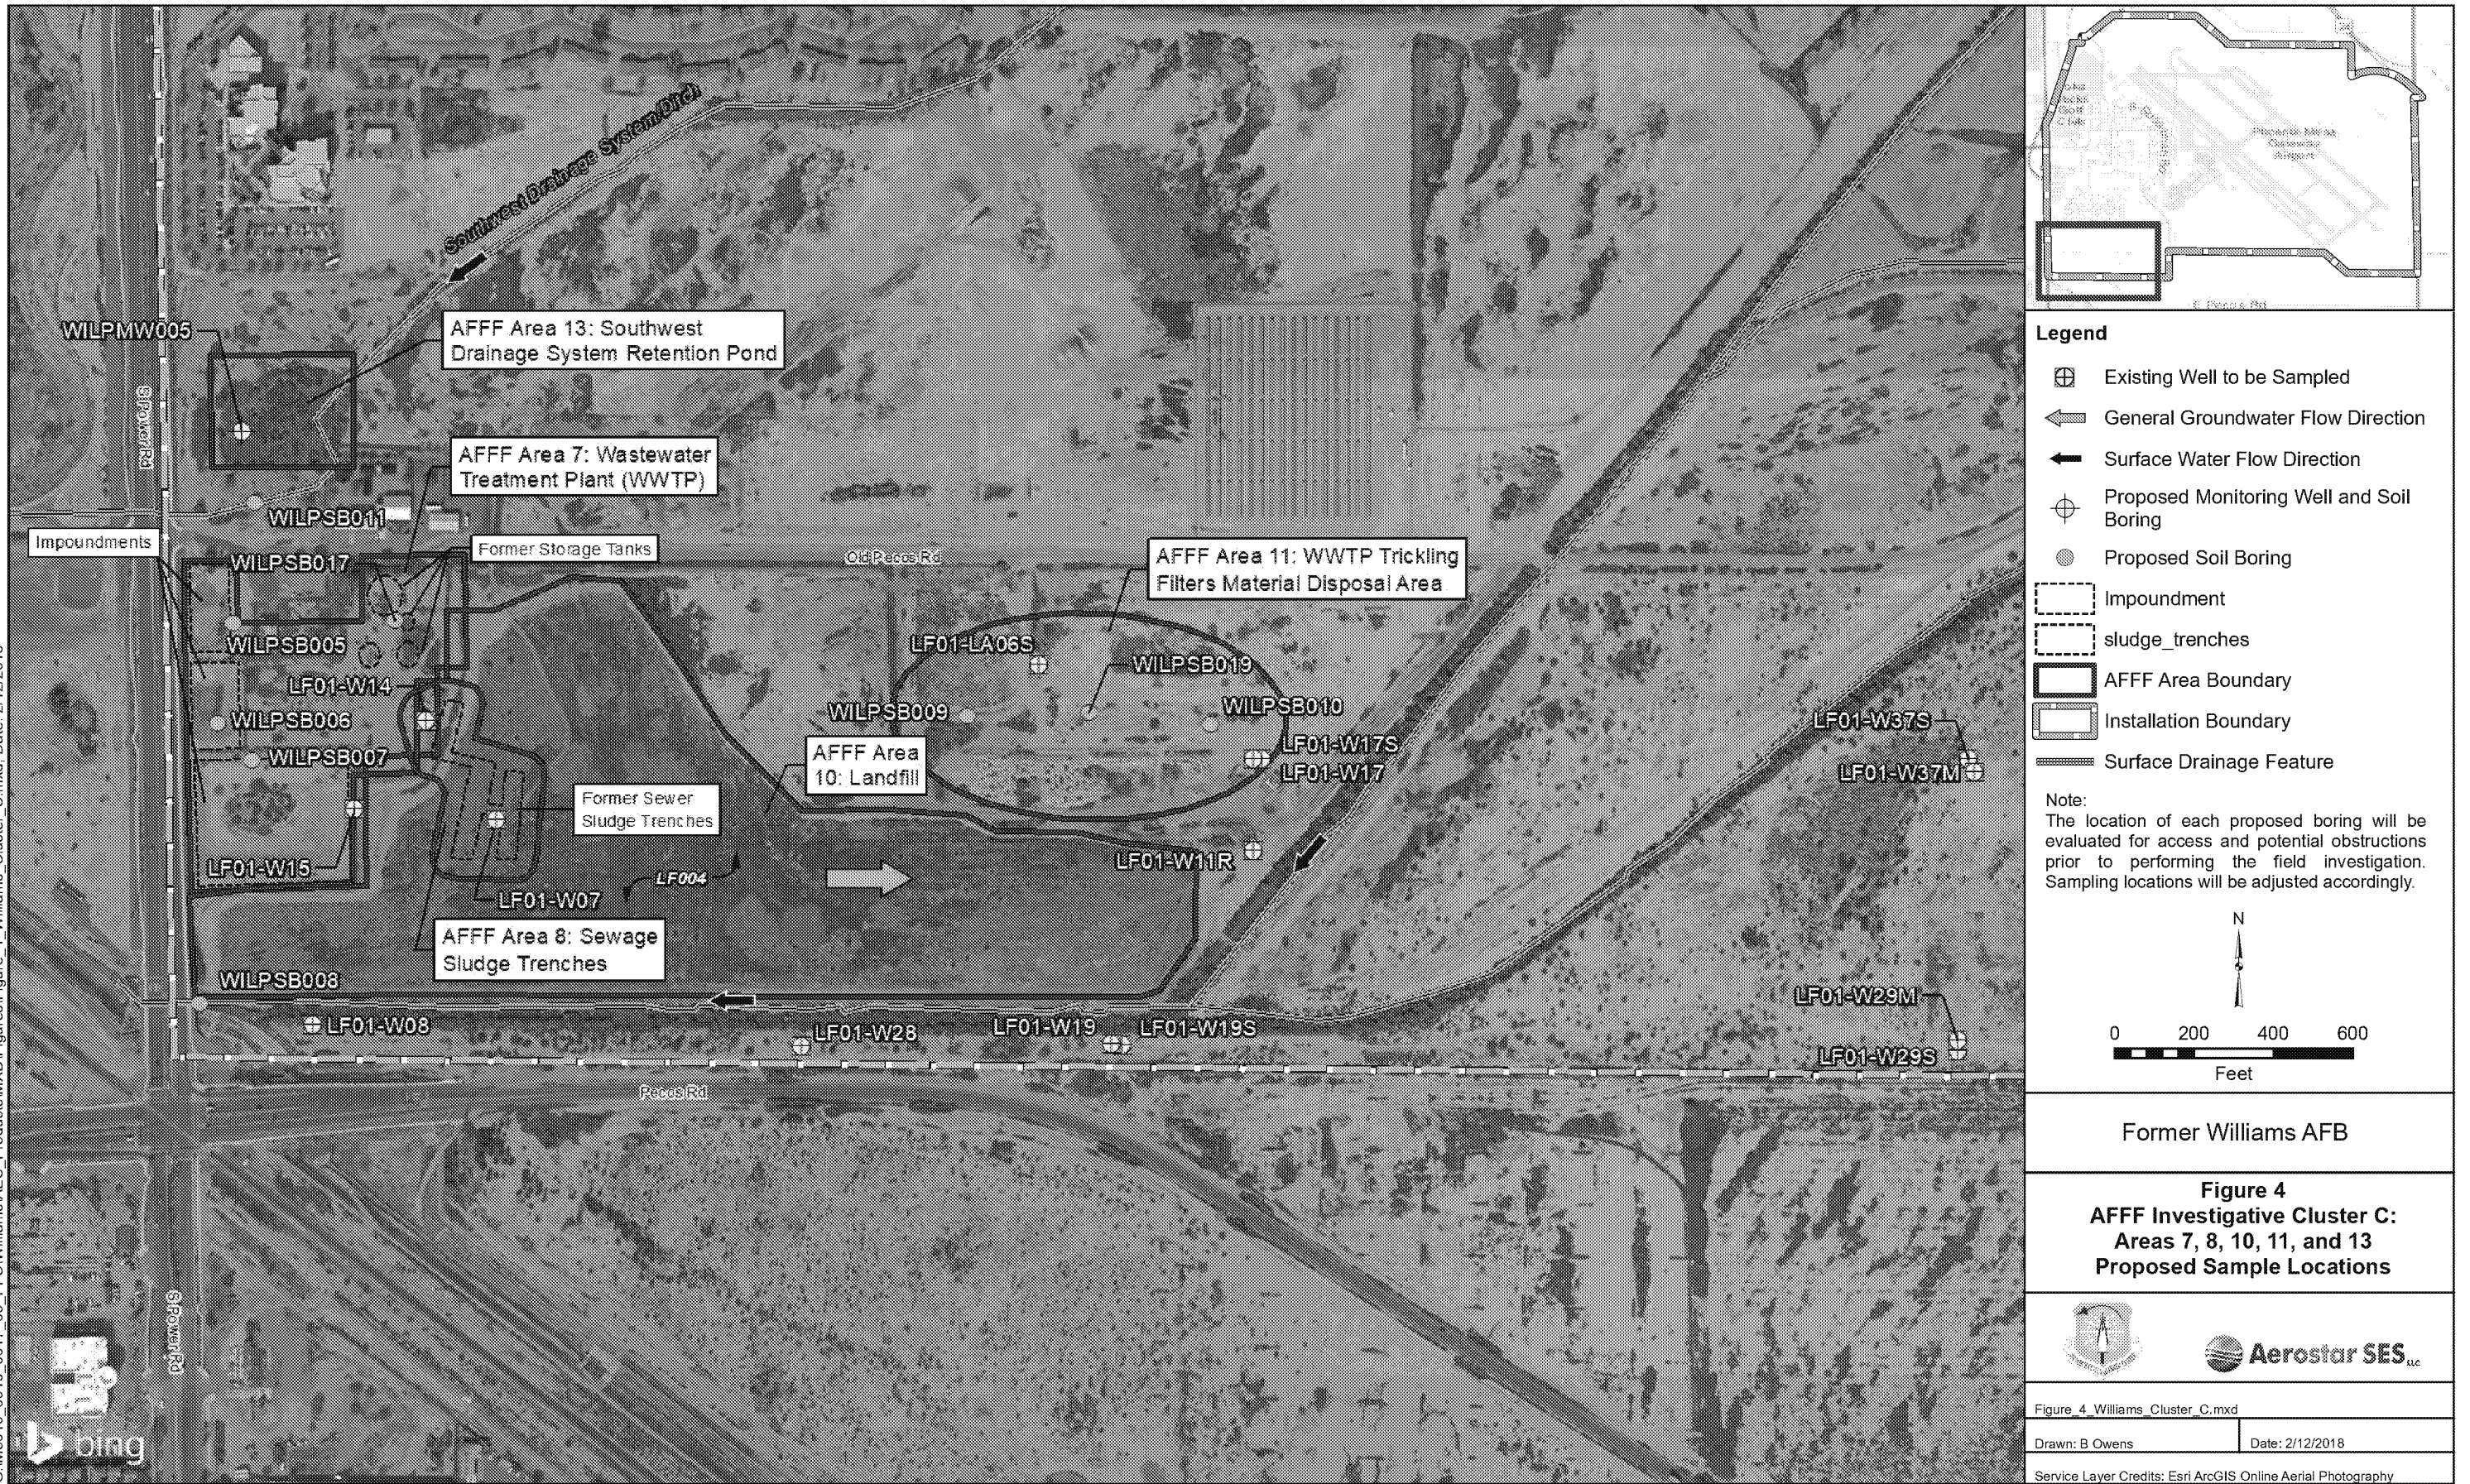 Southwest Drainage System/Ditch
WILPMW005
AFFF Area 13: Southwest
Drainage System Retention Pond
S Power Rd
AFFF Area 7: Wastewater
Treatment Plant (WWTP)
WILPSB011
Impoundments
Former Storage Tanks
WILPSB017
Old Pecos Rd
AFFF Area 11: WWTP Trickling
Filters Material Disposal Area
WILPSB005
LF01-LA06S
WILPSB019
LF01-W14
WILPSB006
WILPSB009
WILPSB010
LF01-W37S
WILPSB007
AFFF Area
10: Landfill
LF01-W17S
LF01-W17
LF01-W37M
Former Sewer
Sludge Trenches
LF01-W15
LF01-W11R
LF004
LF01-W07
AFFF Area 8: Sewage
Sludge Trenches
WILPSB008
LF01-W29M
LF01-W08
LF01-W28
LF01-W19
LF01-W19S
LF01-W29S
Pecos Rd
S Power Rd
bing
Phoenix-Mesa
Gateway
Airport
E Pecos Rd
Legend
Existing Well to be Sampled
General Groundwater Flow Direction
Surface Water Flow Direction
Proposed Monitoring Well and Soil
Boring
Proposed Soil Boring
Impoundment
sludge_trenches
AFFF Area Boundary
Installation Boundary
Surface Drainage Feature
Note:
The location of each proposed boring will be
evaluated for access and potential obstructions
prior to performing the field investigation.
Sampling locations will be adjusted accordingly.
N
0 200 400 600
Feet
Former Williams AFB
Figure 4
AFFF Investigative Cluster C:
Areas 7, 8, 10, 11, and 13
Proposed Sample Locations
Aerostar SES LLC
Figure_4_Williams_Cluster_C.mxd
Drawn: B Owens
Date: 2/12/2018
Service Layer Credits: Esri ArcGIS Online Aerial Photography